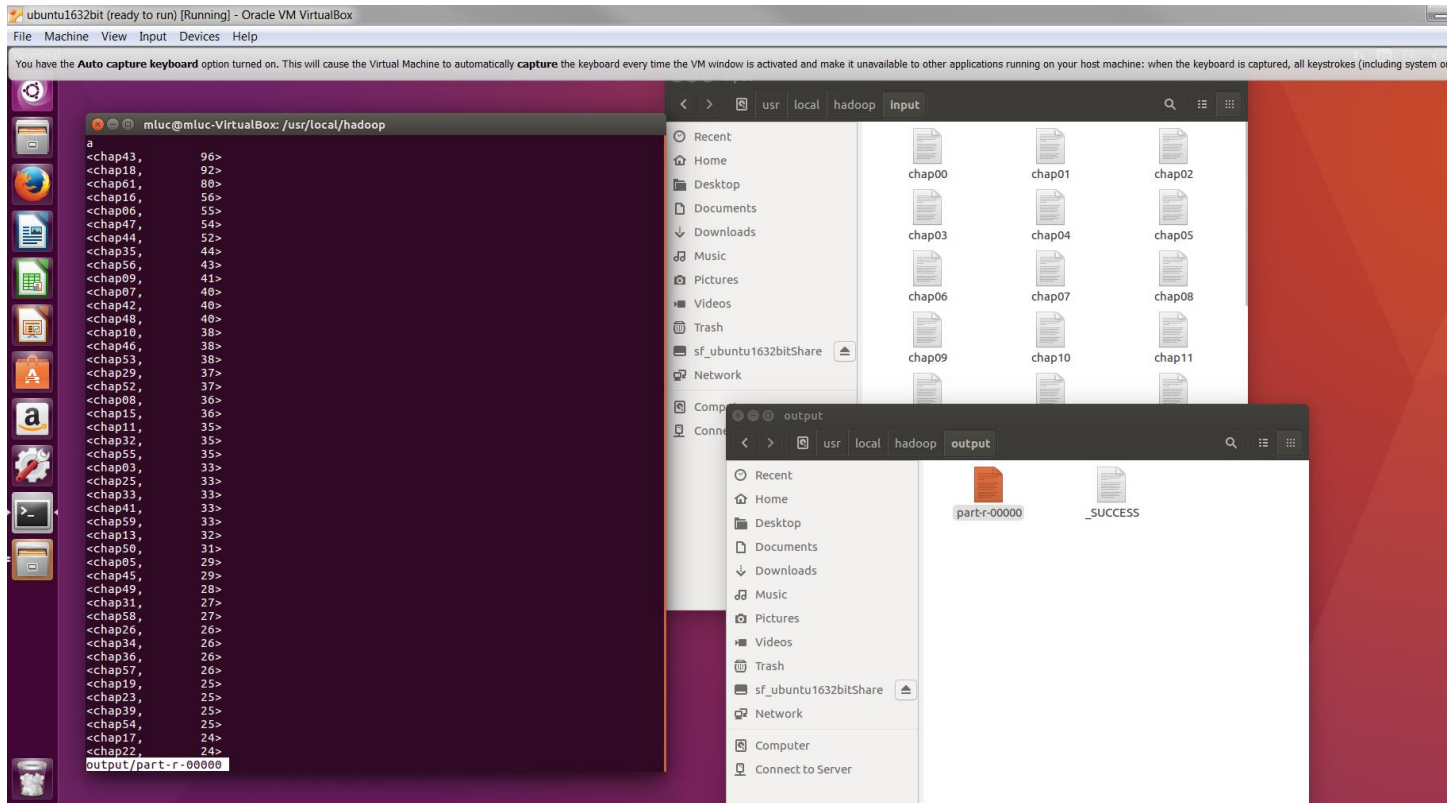 ubuntu1632bit (ready to run) [Running] - Oracle VM VirtualBox
File Machine View Input Devices Help
You have the Auto capture keyboard option turned on. This will cause the Virtual Machine to automatically capture the keyboard every time the VM window is activated and make it unavailable to other applications running on your host machine: when the keyboard is captured, all keystrokes (including system o
mluc@mluc-VirtualBox: /usr/local/hadoop
a
<chap43, 96>
<chap18, 92>
<chap61, 80>
<chap16, 56>
<chap06, 55>
<chap47, 54>
<chap44, 52>
<chap35, 44>
<chap56, 43>
<chap09, 41>
<chap07, 40>
<chap42, 40>
<chap48, 40>
<chap10, 38>
<chap46, 38>
<chap53, 38>
<chap29, 37>
<chap52, 37>
<chap08, 36>
<chap15, 36>
<chap11, 35>
<chap32, 35>
<chap55, 35>
<chap03, 33>
<chap25, 33>
<chap33, 33>
<chap41, 33>
<chap59, 33>
<chap13, 32>
<chap50, 31>
<chap05, 29>
<chap45, 29>
<chap49, 28>
<chap31, 27>
<chap58, 27>
<chap26, 26>
<chap34, 26>
<chap36, 26>
<chap57, 26>
<chap19, 25>
<chap23, 25>
<chap39, 25>
<chap54, 25>
<chap17, 24>
<chap22, 24>
output/part-r-00000
usr local hadoop input
Recent
Home
Desktop
Documents
Downloads
Music
Pictures
Videos
Trash
sf_ubuntu1632bitShare
Network
Comp
Conne
chap00 chap01 chap02
chap03 chap04 chap05
chap06 chap07 chap08
chap09 chap10 chap11
output
usr local hadoop output
Recent
Home
Desktop
Documents
Downloads
Music
Pictures
Videos
Trash
sf_ubuntu1632bitShare
Network
Computer
Connect to Server
part-r-00000 _SUCCESS